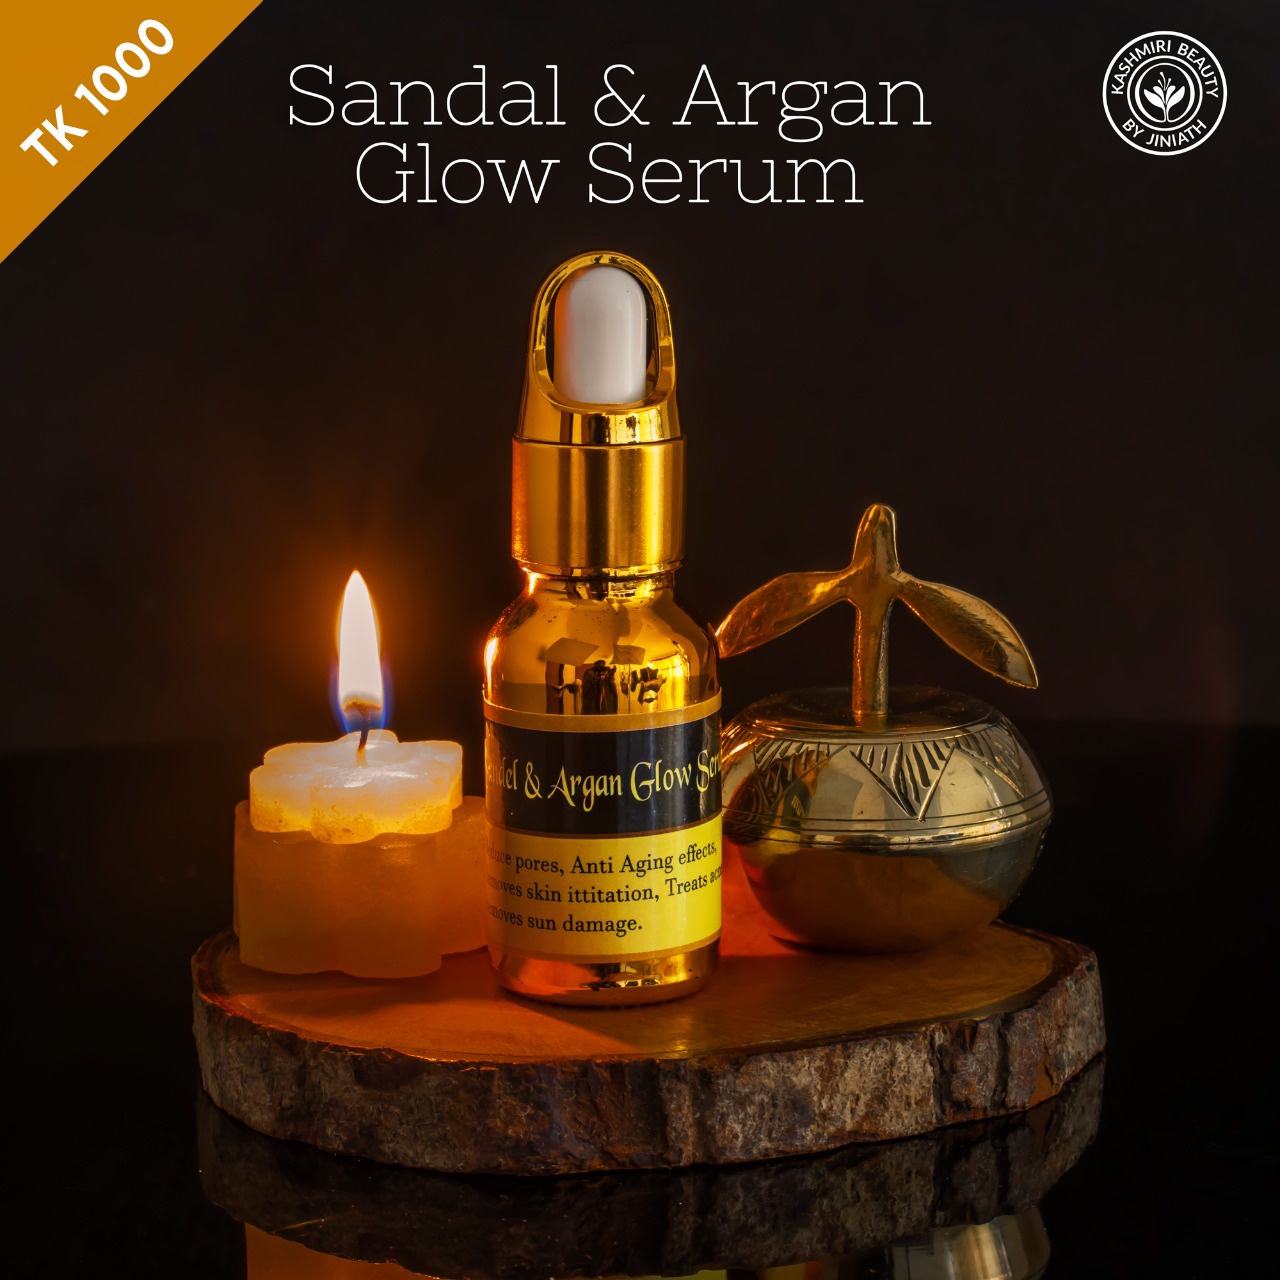 TK 1000
Sandal & Argan
Glow Serum
KASHMIRI BEAUTY
BY JINIATH
& Argan Glow
pores, Anti Aging effects,
skin ittitation, Treats
sun damage.